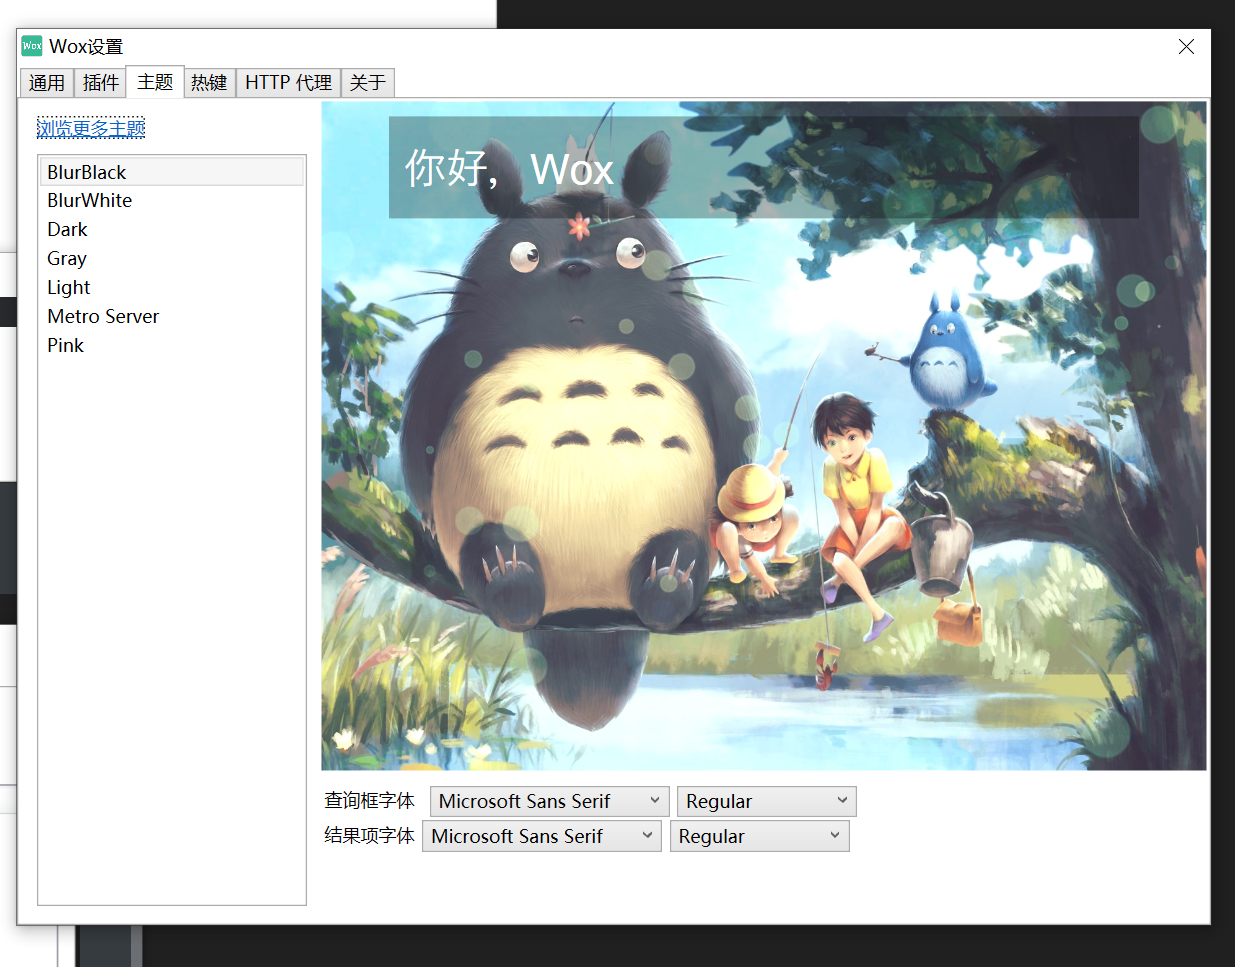 Wox Wox设置
通用 插件 主题 热键 HTTP 代理 关于
浏览更多主题
BlurBlack
BlurWhite
Dark
Gray
Light
Metro Server
Pink
你好，Wox
查询框字体 Microsoft Sans Serif Regular
结果项字体 Microsoft Sans Serif Regular